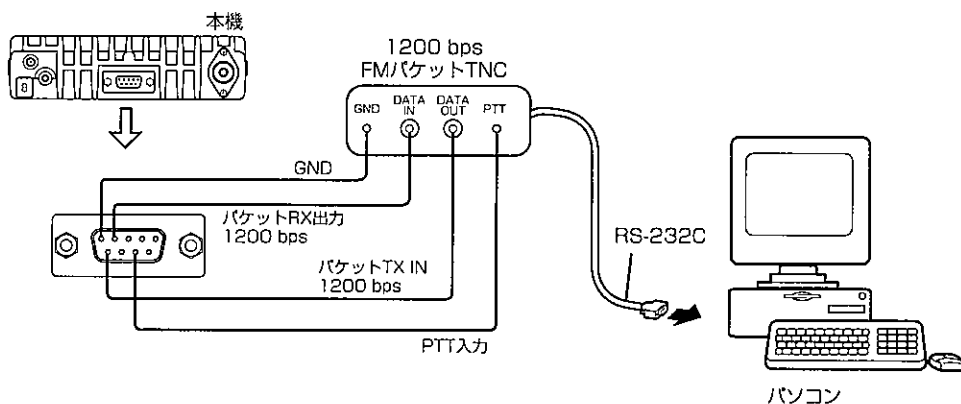 本機
1200 bps
FMパケットTNC
GND
DATA
IN
DATA
OUT
PTT
GND
パケットRX出力
1200 bps
パケットTX IN
1200 bps
PTT入力
RS-232C
パソコン